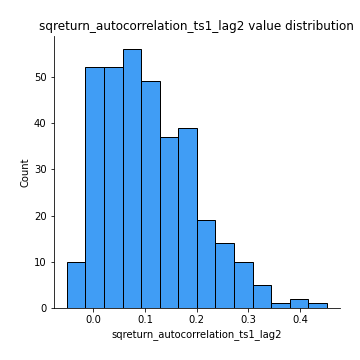 sqreturn_autocorrelation_ts1_lag2 value distribution
Count
50
40
30
20
10
0
0.0 0.1 0.2 0.3 0.4
sqreturn_autocorrelation_ts1_lag2